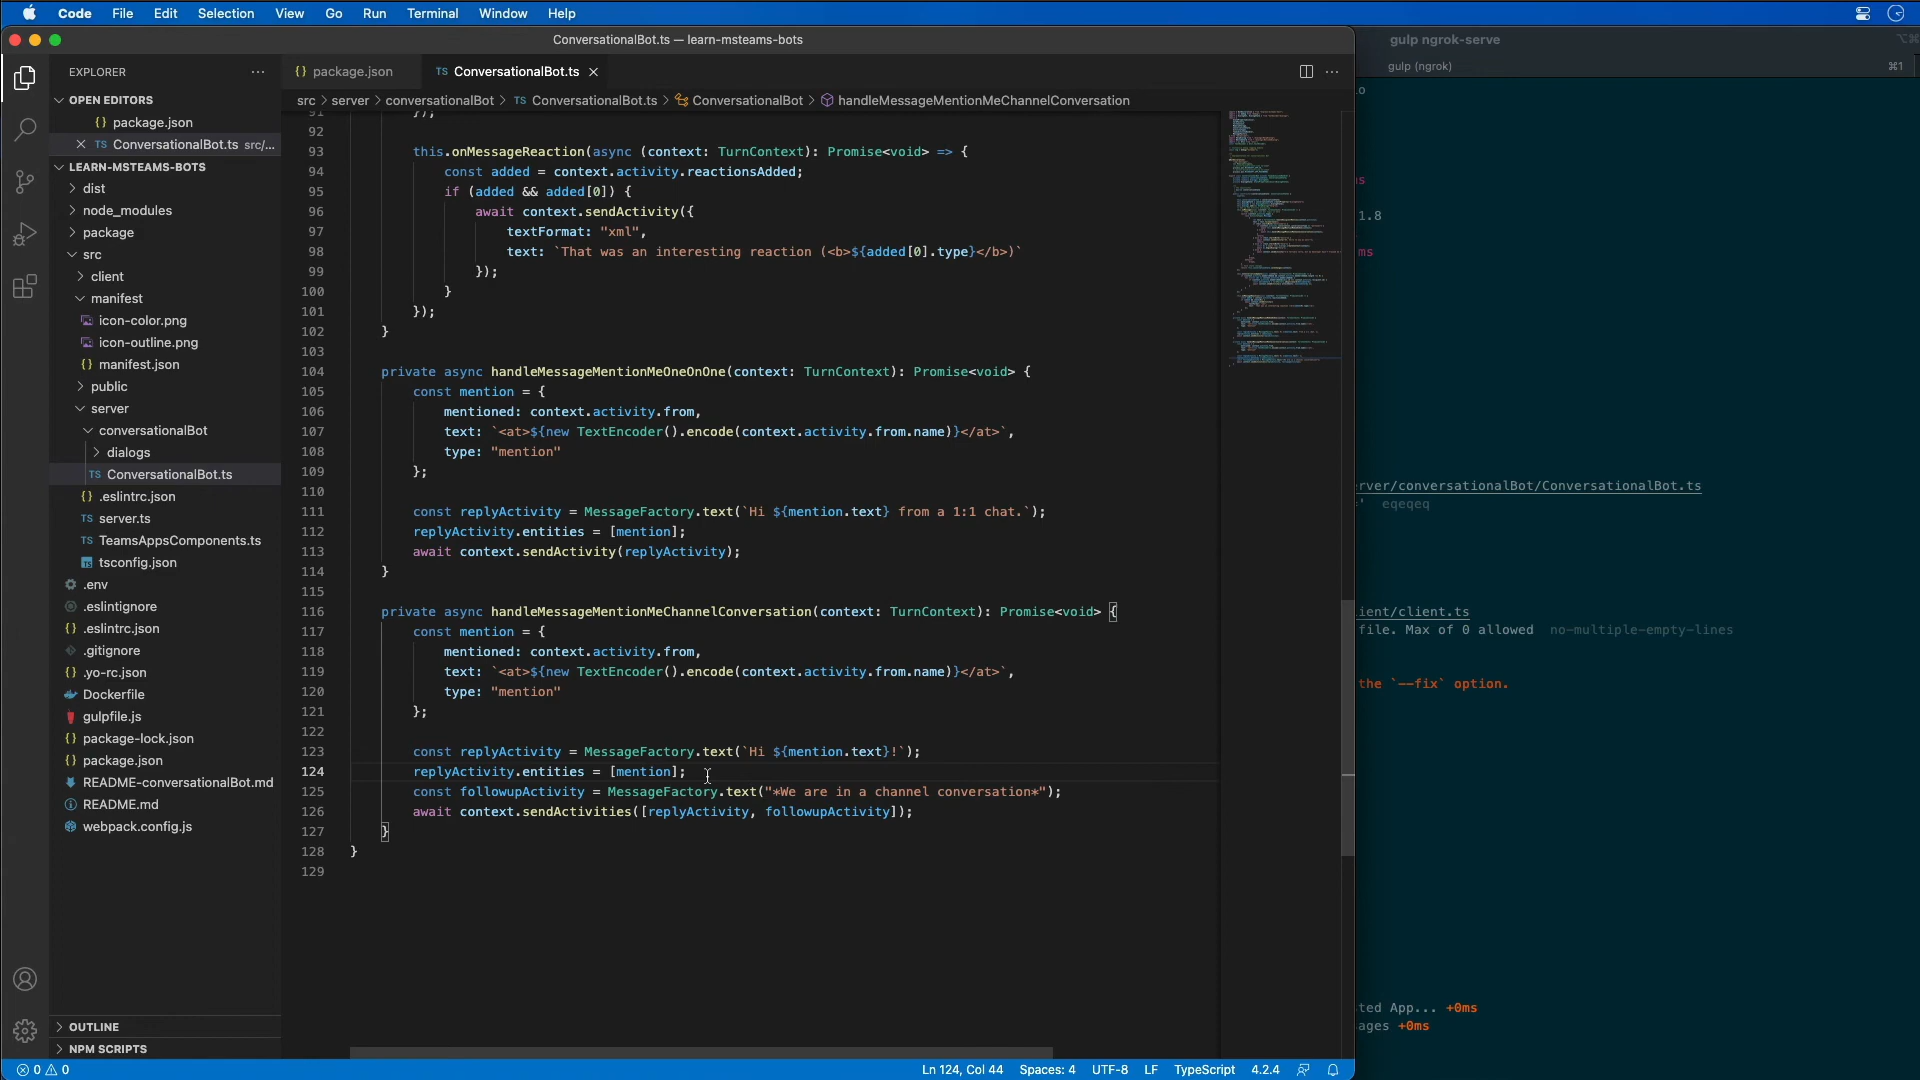 Code File Edit Selection View Go Run Terminal Window Help
ConversationalBot.ts — learn-msteams-bots
gulp ngrok-serve
gulp (ngrok) ⌘1
EXPLORER ···
{} package.json TS ConversationalBot.ts ×
OPEN EDITORS
src > server > conversationalBot > TS ConversationalBot.ts > ConversationalBot > handleMessageMentionMeChannelConversation
{} package.json
TS ConversationalBot.ts src/...
LEARN-MSTEAMS-BOTS
dist
node_modules
package
src
client
manifest
icon-color.png
icon-outline.png
{} manifest.json
public
server
conversationalBot
dialogs
TS ConversationalBot.ts
{} .eslintrc.json
TS server.ts
TS TeamsAppsComponents.ts
tsconfig.json
.env
.eslintignore
{} .eslintrc.json
.gitignore
{} .yo-rc.json
Dockerfile
gulpfile.js
{} package-lock.json
{} package.json
README-conversationalBot.md
README.md
webpack.config.js
OUTLINE
NPM SCRIPTS
91 });
92
93 this.onMessageReaction(async (context: TurnContext): Promise<void> => {
94 const added = context.activity.reactionsAdded;
95 if (added && added[0]) {
96 await context.sendActivity({
97 textFormat: "xml",
98 text: `That was an interesting reaction (<b>${added[0].type}</b>)`
99 });
100 }
101 });
102 }
103
104 private async handleMessageMentionMeOneOnOne(context: TurnContext): Promise<void> {
105 const mention = {
106 mentioned: context.activity.from,
107 text: `<at>${new TextEncoder().encode(context.activity.from.name)}</at>`,
108 type: "mention"
109 };
110
111 const replyActivity = MessageFactory.text(`Hi ${mention.text} from a 1:1 chat.`);
112 replyActivity.entities = [mention];
113 await context.sendActivity(replyActivity);
114 }
115
116 private async handleMessageMentionMeChannelConversation(context: TurnContext): Promise<void> {
117 const mention = {
118 mentioned: context.activity.from,
119 text: `<at>${new TextEncoder().encode(context.activity.from.name)}</at>`,
120 type: "mention"
121 };
122
123 const replyActivity = MessageFactory.text(`Hi ${mention.text}!`);
124 replyActivity.entities = [mention];
125 const followupActivity = MessageFactory.text("*We are in a channel conversation*");
126 await context.sendActivities([replyActivity, followupActivity]);
127 }
128 }
129
o
s
1.8
ms
rver/conversationalBot/ConversationalBot.ts
' eqeqeq
ient/client.ts
file. Max of 0 allowed no-multiple-empty-lines
the `--fix` option.
ted App... +0ms
ages +0ms
0 0 Ln 124, Col 44 Spaces: 4 UTF-8 LF TypeScript 4.2.4